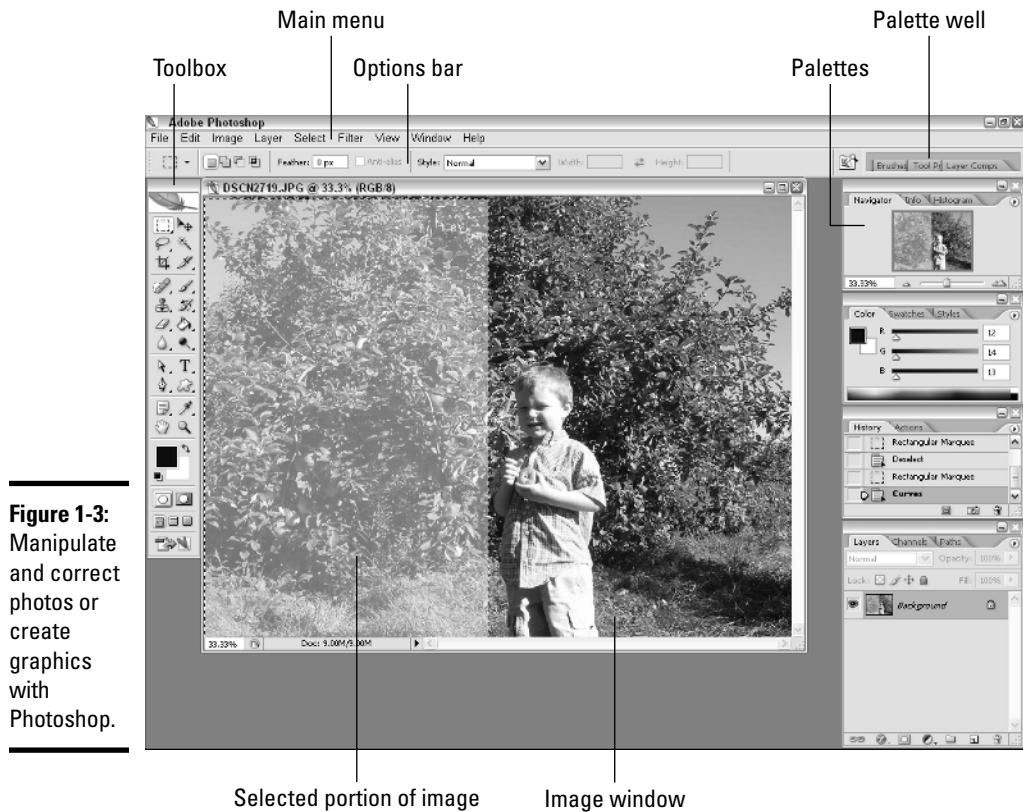 Main menu
Palette well
Toolbox
Options bar
Palettes
Adobe Photoshop
File Edit Image Layer Select Filter View Window Help
Feather: 0 px Anti-alias Style: Normal Width: Height:
Brushes Tool Pr Layer Comps
DSCN2719.JPG @ 33.3% (RGB/8)
Navigator Info Histogram
33.33%
Color Swatches Styles
R 12
G 14
B 13
History Actions
Rectangular Marquee
Deselect
Rectangular Marquee
Curves
Layers Channels Paths
Normal Opacity: 100%
Lock: Fill: 100%
Background
33.33% Doc: 9.00M/9.00M
Figure 1-3:
Manipulate
and correct
photos or
create
graphics
with
Photoshop.
Selected portion of image
Image window